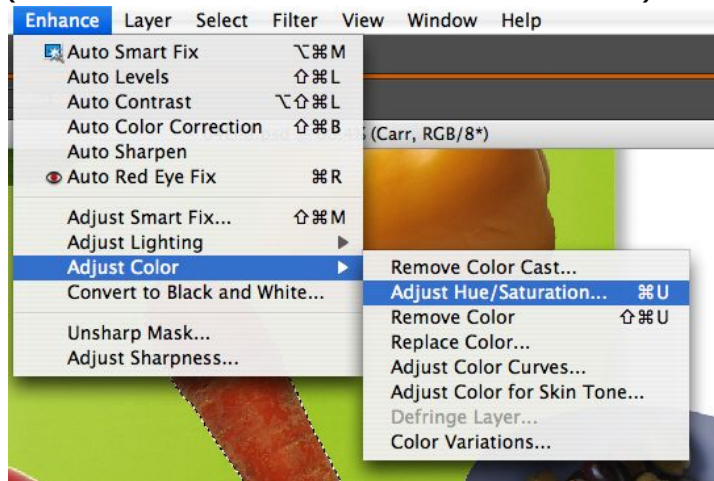 Enhance Layer Select Filter View Window Help
Auto Smart Fix ⌥⌘M
Auto Levels ⇧⌘L
Auto Contrast ⌥⇧⌘L
Auto Color Correction ⇧⌘B
(Carr, RGB/8*)
Auto Sharpen
Auto Red Eye Fix ⌘R
Adjust Smart Fix... ⇧⌘M
Adjust Lighting
Adjust Color
Convert to Black and White...
Unsharp Mask...
Adjust Sharpness...
Remove Color Cast...
Adjust Hue/Saturation... ⌘U
Remove Color ⇧⌘U
Replace Color...
Adjust Color Curves...
Adjust Color for Skin Tone...
Defringe Layer...
Color Variations...